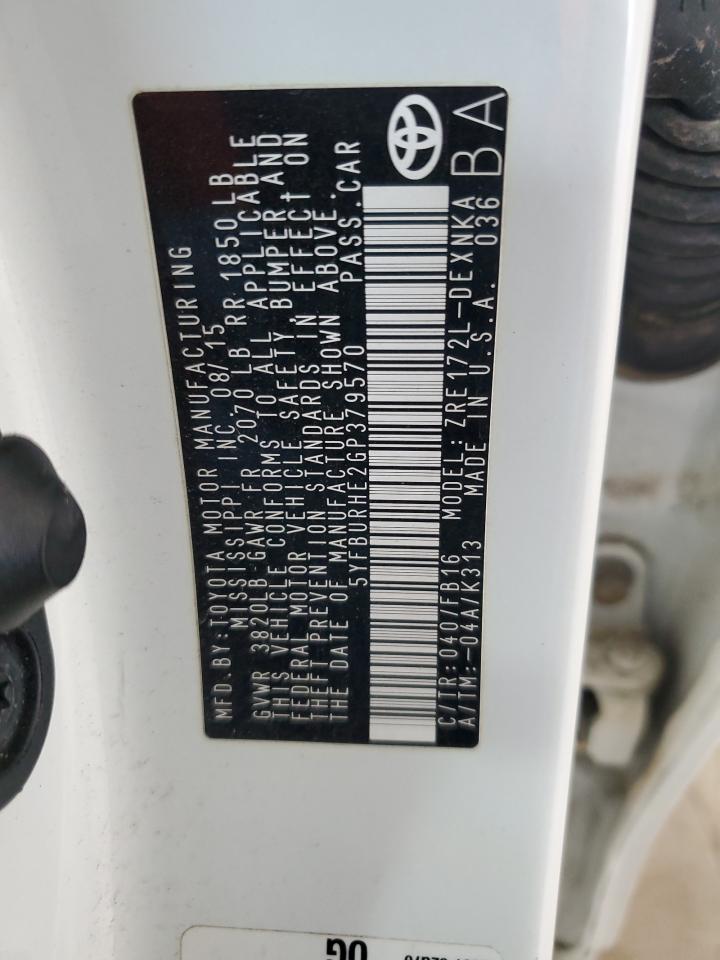 MFD.BY:TOYOTA MOTOR MANUFACTURING
MISSISSIPPI INC. 08/15
GVWR 3820LB GAWR FR 2070 LB RR 1850 LB
THIS VEHICLE CONFORMS TO ALL APPLICABLE
FEDERAL MOTOR VEHICLE SAFETY, BUMPER AND
THEFT PREVENTION STANDARDS IN EFFECT ON
THE DATE OF MANUFACTURE SHOWN ABOVE.
5YFBURHE2GP379570 PASS.CAR
C/TR:040/FB16 MODEL:ZRE172L-DEXNKA
A/TM:-04A/K313 MADE IN U.S.A. 036
BA